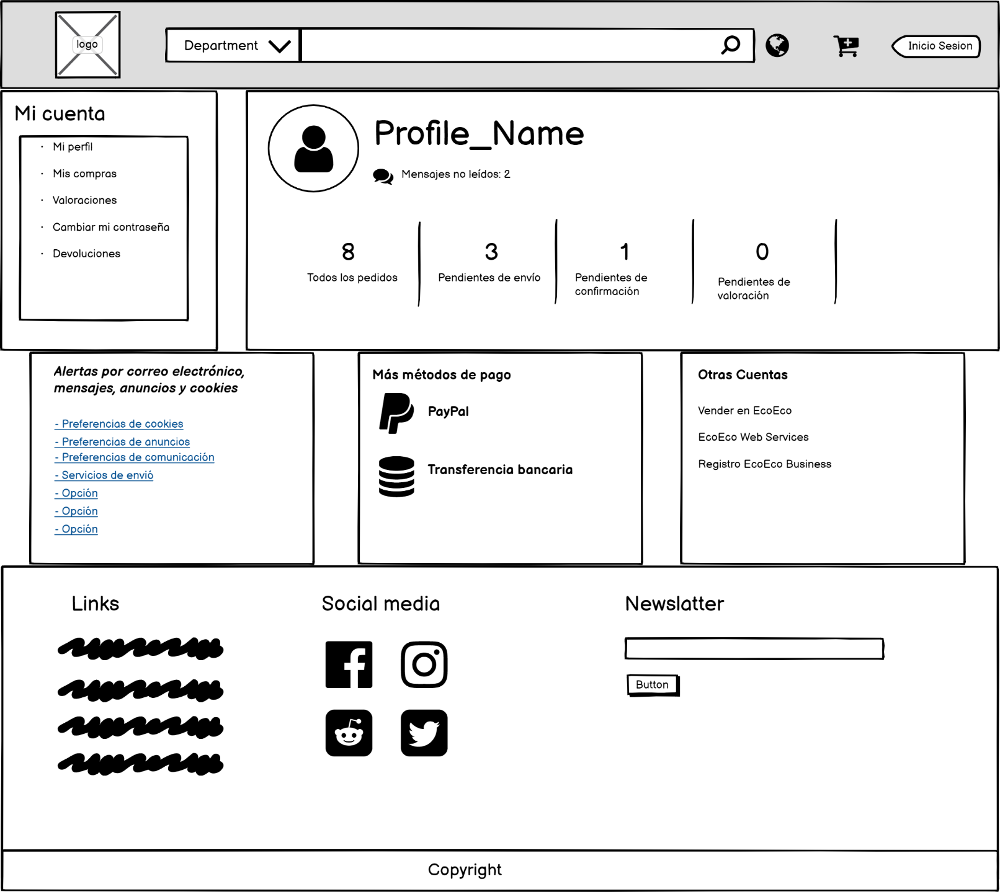 logo
Department
Inicio Sesion
Mi cuenta
· Mi perfil
· Mis compras
· Valoraciones
· Cambiar mi contraseña
· Devoluciones
Profile_Name
Mensajes no leídos: 2
8
Todos los pedidos
3
Pendientes de envío
1
Pendientes de
confirmación
0
Pendientes de
valoración
Alertas por correo electrónico,
mensajes, anuncios y cookies
- Preferencias de cookies
- Preferencias de anuncios
- Preferencias de comunicación
- Servicios de envió
- Opción
- Opción
- Opción
Más métodos de pago
PayPal
Transferencia bancaria
Otras Cuentas
Vender en EcoEco
EcoEco Web Services
Registro EcoEco Business
Links
Social media
Newslatter
Button
Copyright